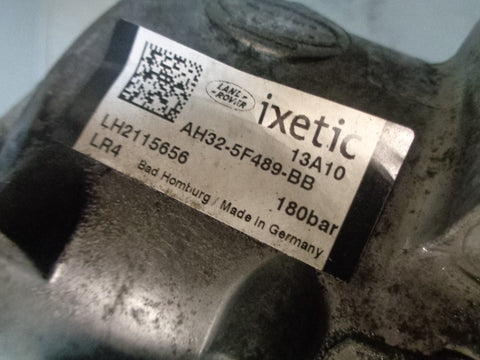 LAND
ROVER
ixetic
13A10
AH32-5F489-BB
LH2115656
180bar
LR4
Bad Homburg / Made in Germany